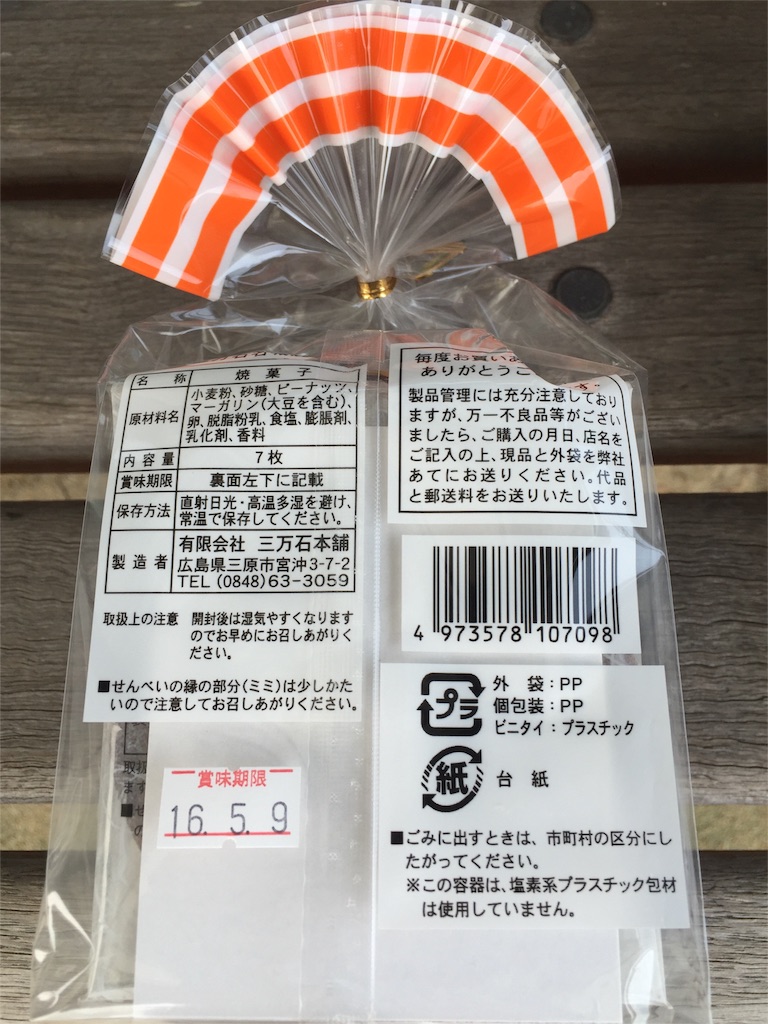 名称 焼菓子
原材料名 小麦粉、砂糖、ピーナッツ、
マーガリン(大豆を含む)、
卵、脱脂粉乳、食塩、膨脹剤、
乳化剤、香料
内容量 7枚
賞味期限 裏面左下に記載
保存方法 直射日光・高温多湿を避け、
常温で保存してください。
製造者 有限会社 三万石本舗
広島県三原市宮沖3-7-2
TEL (0848)63-3059
取扱上の注意 開封後は湿気やすくなります
のでお早めにお召しあがりく
ださい。
■せんべいの縁の部分(ミミ)は少しかた
いので注意してお召しあがりください。
賞味期限
16.5.9
毎度お買い
ありがとうご
製品管理には充分注意しており
ますが、万一不良品等がござい
ましたら、ご購入の月日、店名を
ご記入の上、現品と外袋を弊社
あてにお送りください。代品
と郵送料をお送りいたします。
4 973578 107098
プラ
外袋:PP
個包装:PP
ビニタイ:プラスチック
紙
台紙
■ごみに出すときは、市町村の区分にし
たがってください。
※この容器は、塩素系プラスチック包材
は使用していません。